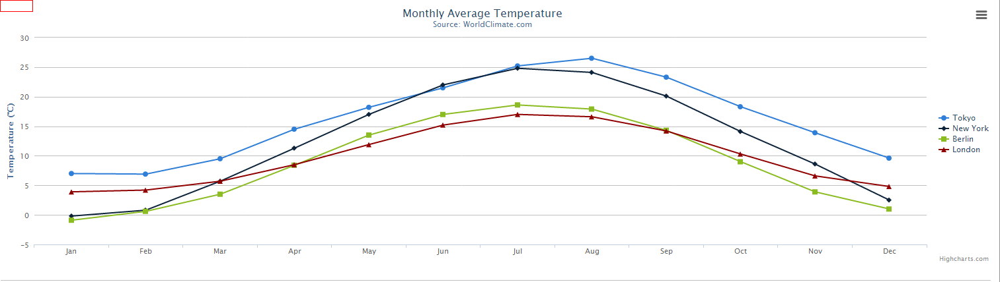 Monthly Average Temperature
Source: WorldClimate.com
Temperature (°C)
30
25
20
15
10
5
0
−5
Jan Feb Mar Apr May Jun Jul Aug Sep Oct Nov Dec
Tokyo
New York
Berlin
London
Highcharts.com